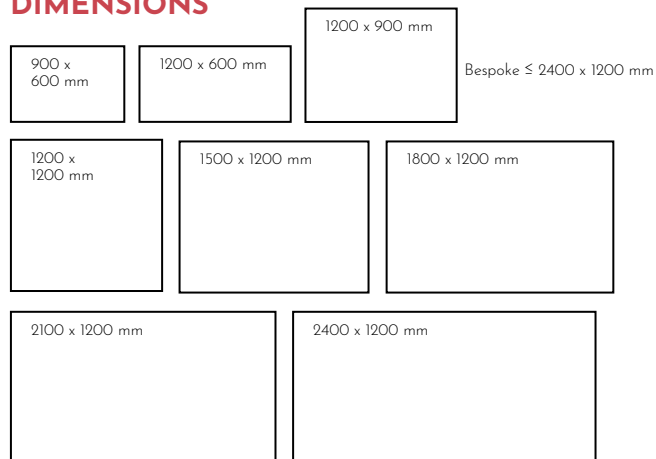 DIMENSIONS
1200 x 900 mm
900 x
600 mm
1200 x 600 mm
Bespoke ≤ 2400 x 1200 mm
1200 x
1200 mm
1500 x 1200 mm
1800 x 1200 mm
2100 x 1200 mm
2400 x 1200 mm